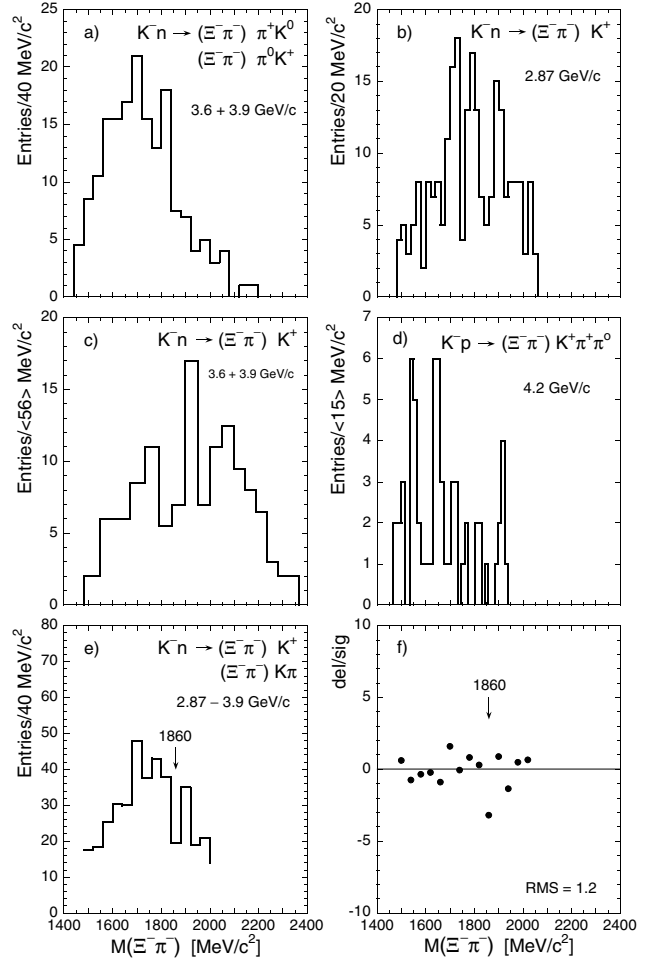 a) K⁻n → (Ξ⁻π⁻) π⁺K⁰
(Ξ⁻π⁻) π⁰K⁺
3.6 + 3.9 GeV/c
Entries/40 MeV/c²
25
20
15
10
5
0
b) K⁻n → (Ξ⁻π⁻) K⁺
2.87 GeV/c
Entries/20 MeV/c²
20
15
10
5
0
c) K⁻n → (Ξ⁻π⁻) K⁺
3.6 + 3.9 GeV/c
Entries/<56> MeV/c²
20
15
10
5
0
d) K⁻p → (Ξ⁻π⁻) K⁺π⁺π⁰
4.2 GeV/c
Entries/<15> MeV/c²
7
6
5
4
3
2
1
0
e) K⁻n → (Ξ⁻π⁻) K⁺
(Ξ⁻π⁻) Kπ
2.87 – 3.9 GeV/c
1860
Entries/40 MeV/c²
80
70
60
50
40
30
20
10
0
1400 1600 1800 2000 2200 2400
M(Ξ⁻π⁻) [MeV/c²]
f)
1860
RMS = 1.2
del/sig
10
5
0
-5
-10
1400 1600 1800 2000 2200 2400
M(Ξ⁻π⁻) [MeV/c²]